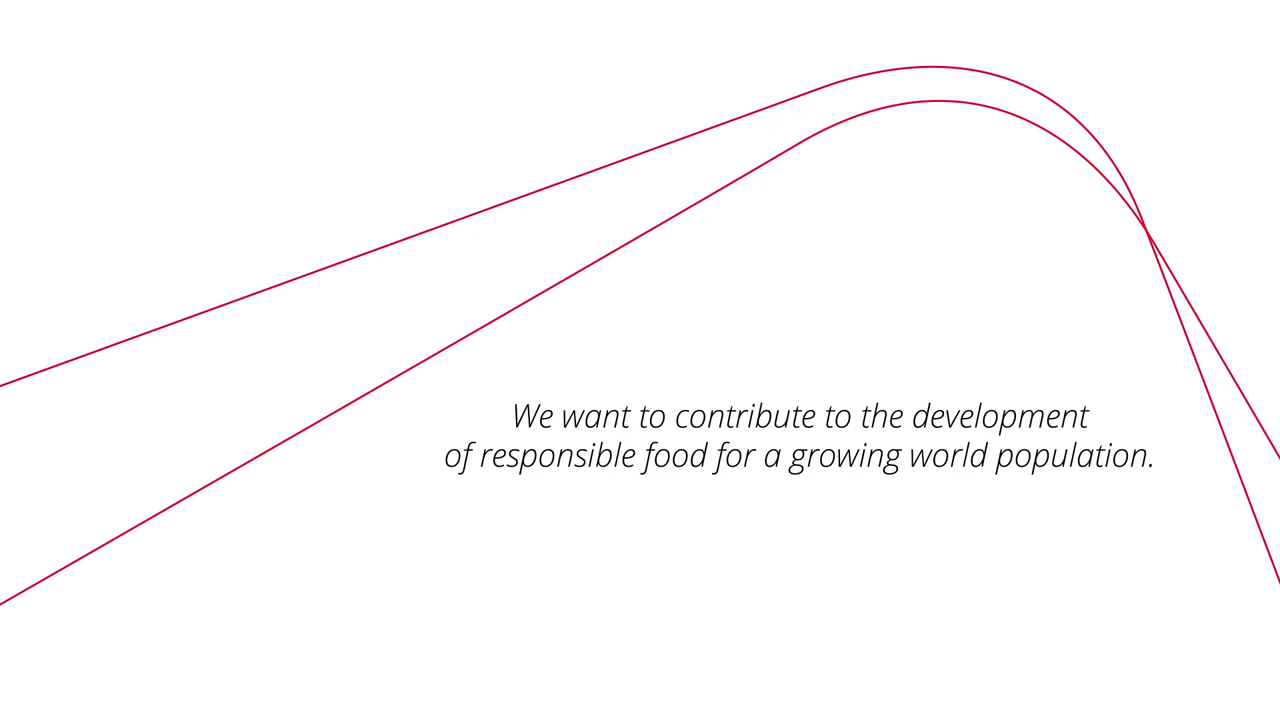 We want to contribute to the development
of responsible food for a growing world population.